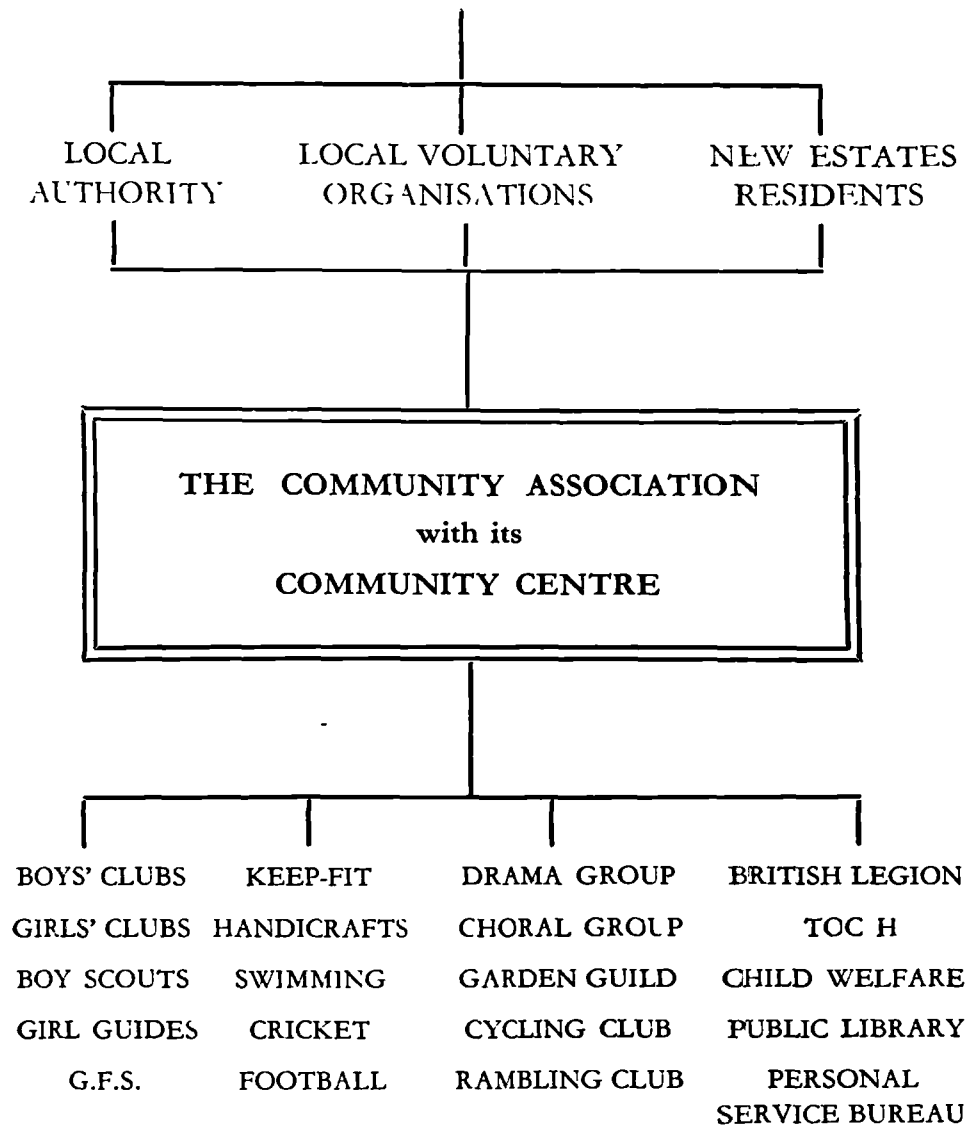 LOCAL AUTHORITY
LOCAL VOLUNTARY ORGANISATIONS
NEW ESTATES RESIDENTS
THE COMMUNITY ASSOCIATION
with its
COMMUNITY CENTRE
BOYS' CLUBS
GIRLS' CLUBS
BOY SCOUTS
GIRL GUIDES
G.F.S.
KEEP-FIT
HANDICRAFTS
SWIMMING
CRICKET
FOOTBALL
DRAMA GROUP
CHORAL GROUP
GARDEN GUILD
CYCLING CLUB
RAMBLING CLUB
BRITISH LEGION
TOC H
CHILD WELFARE
PUBLIC LIBRARY
PERSONAL
SERVICE BUREAU